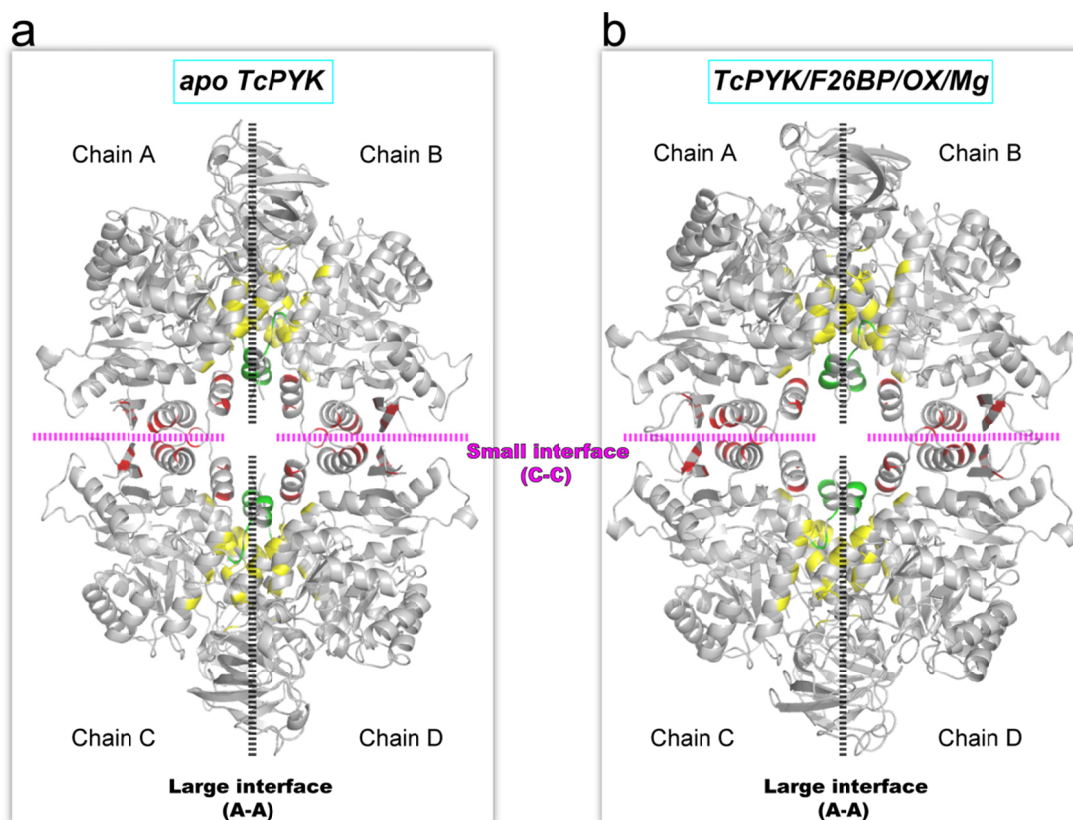 a
apo TcPYK
Chain A
Chain B
Chain C
Chain D
Large interface
(A-A)
Small interface
(C-C)
b
TcPYK/F26BP/OX/Mg
Chain A
Chain B
Chain C
Chain D
Large interface
(A-A)